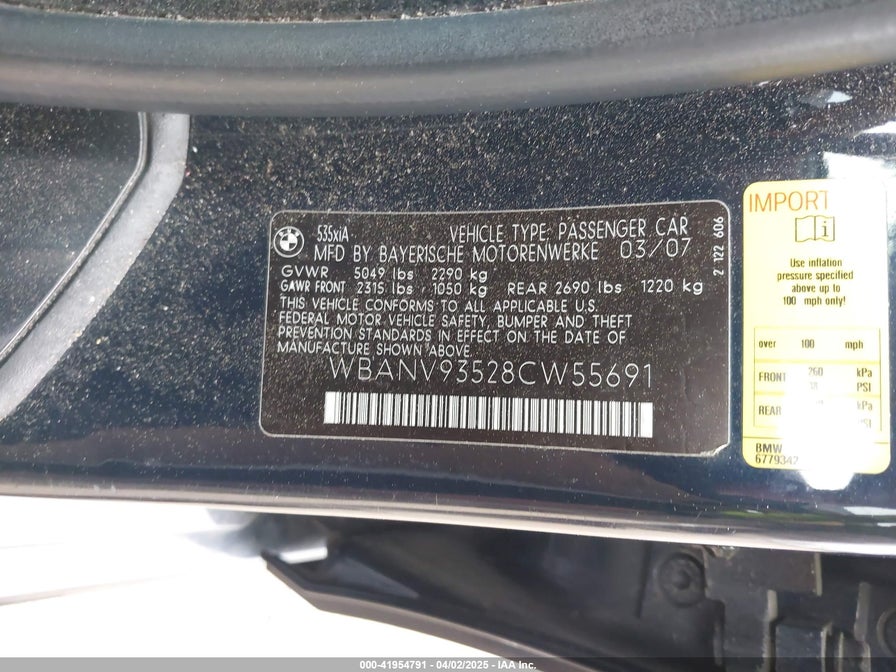 BMW
535xiA VEHICLE TYPE: PASSENGER CAR
MFD BY BAYERISCHE MOTORENWERKE 03/07
GVWR 5049 lbs 2290 kg
GAWR FRONT 2315 lbs 1050 kg REAR 2690 lbs 1220 kg
THIS VEHICLE CONFORMS TO ALL APPLICABLE U.S.
FEDERAL MOTOR VEHICLE SAFETY, BUMPER AND THEFT
PREVENTION STANDARDS IN EFFECT ON THE DATE OF
MANUFACTURE SHOWN ABOVE.
WBANV93528CW55691
2 122 606
IMPORT
i
Use inflation
pressure specified
above up to
100 mph only!
over 100 mph
FRONT 260 kPa
38 PSI
REAR kPa
PSI
BMW
6779342
000-41954791 - 04/02/2025 - IAA Inc.